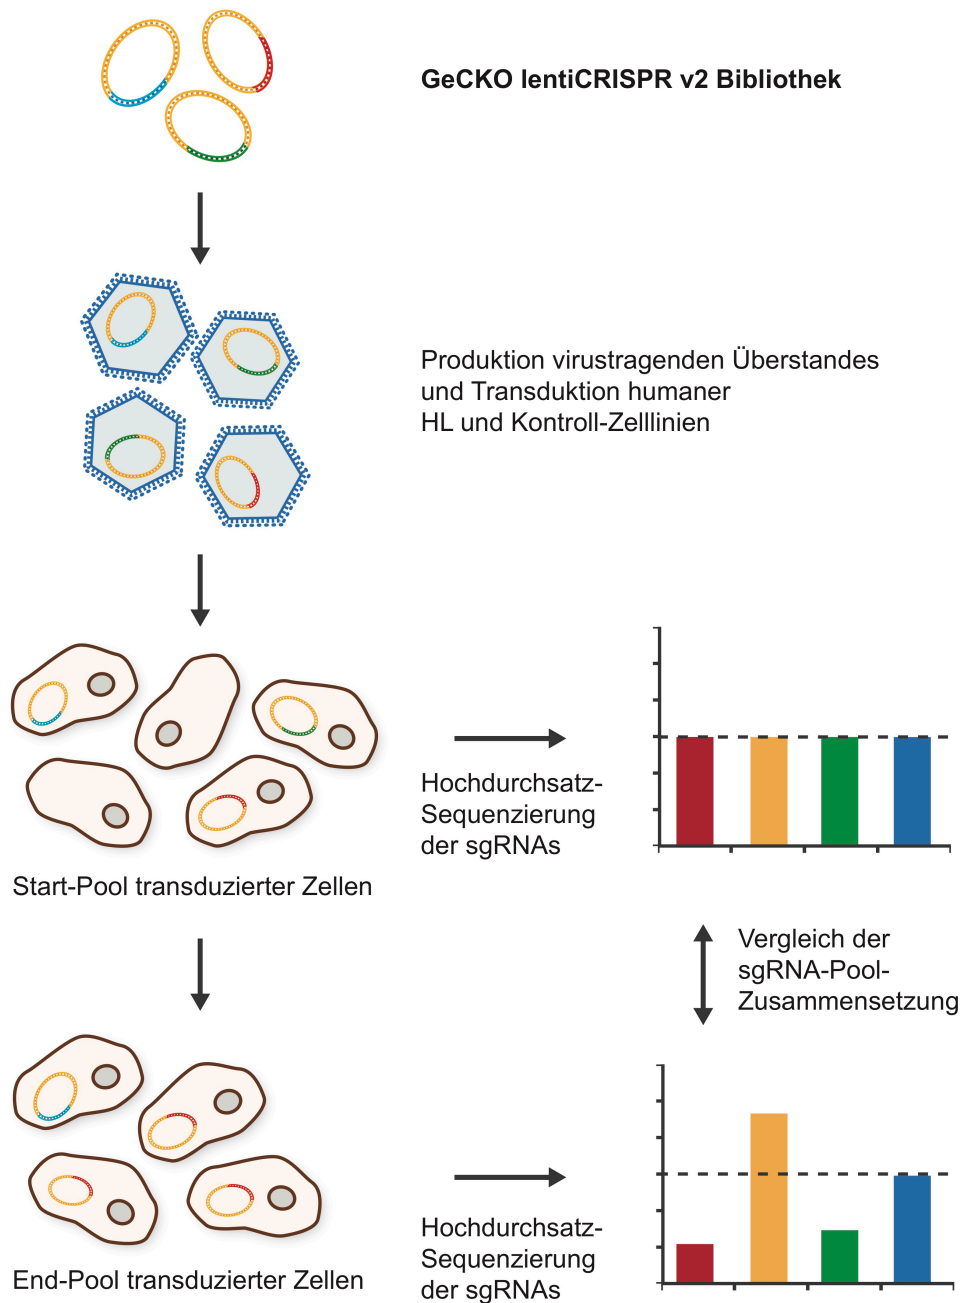 GeCKO lentiCRISPR v2 Bibliothek
Produktion virustragenden Überstandes
und Transduktion humaner
HL und Kontroll-Zelllinien
Hochdurchsatz-
Sequenzierung
der sgRNAs
Start-Pool transduzierter Zellen
Vergleich der
sgRNA-Pool-
Zusammensetzung
Hochdurchsatz-
Sequenzierung
der sgRNAs
End-Pool transduzierter Zellen